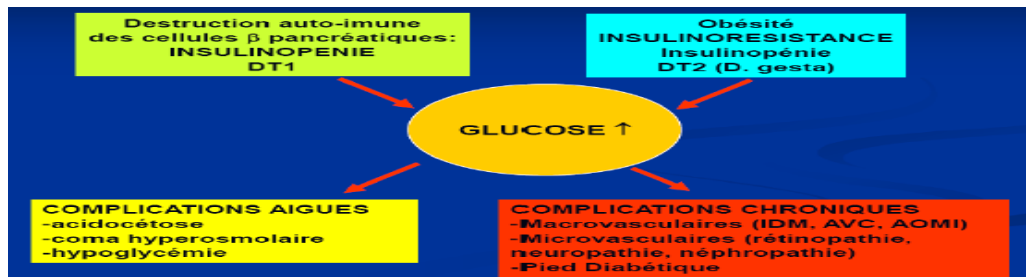 Destruction auto-imune
des cellules β pancréatiques:
INSULINOPENIE
DT1
Obésité
INSULINORESISTANCE
Insulinopénie
DT2 (D. gesta)
GLUCOSE ↑
COMPLICATIONS AIGUES
-acidocétose
-coma hyperosmolaire
-hypoglycémie
COMPLICATIONS CHRONIQUES
-Macrovasculaires (IDM, AVC, AOMI)
-Microvasculaires (rétinopathie,
neuropathie, néphropathie)
-Pied Diabétique